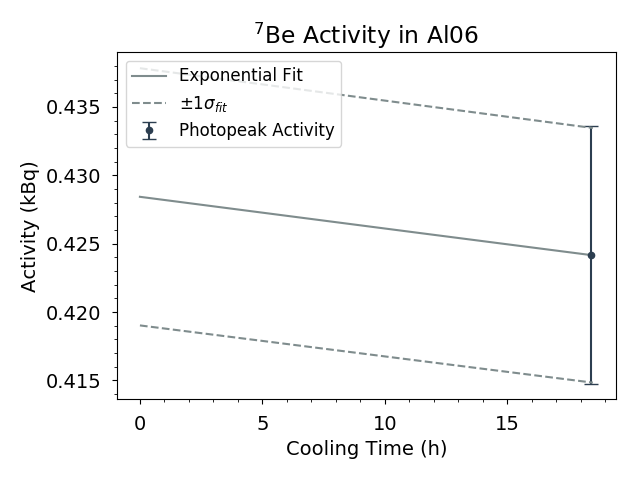 ⁷Be Activity in Al06
Exponential Fit
±1σ_fit
Photopeak Activity
Activity (kBq)
0.435
0.430
0.425
0.420
0.415
0 5 10 15
Cooling Time (h)